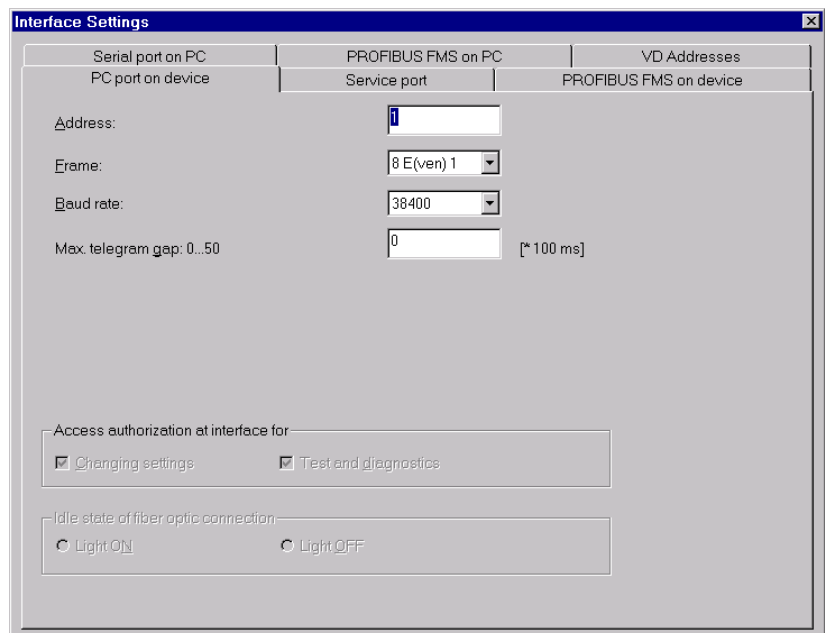 Interface Settings
Serial port on PC PROFIBUS FMS on PC VD Addresses
PC port on device Service port PROFIBUS FMS on device
Address: 1
Frame: 8 E(ven) 1
Baud rate: 38400
Max. telegram gap: 0...50 0 [* 100 ms]
Access authorization at interface for
Changing settings Test and diagnostics
Idle state of fiber optic connection
Light ON Light OFF